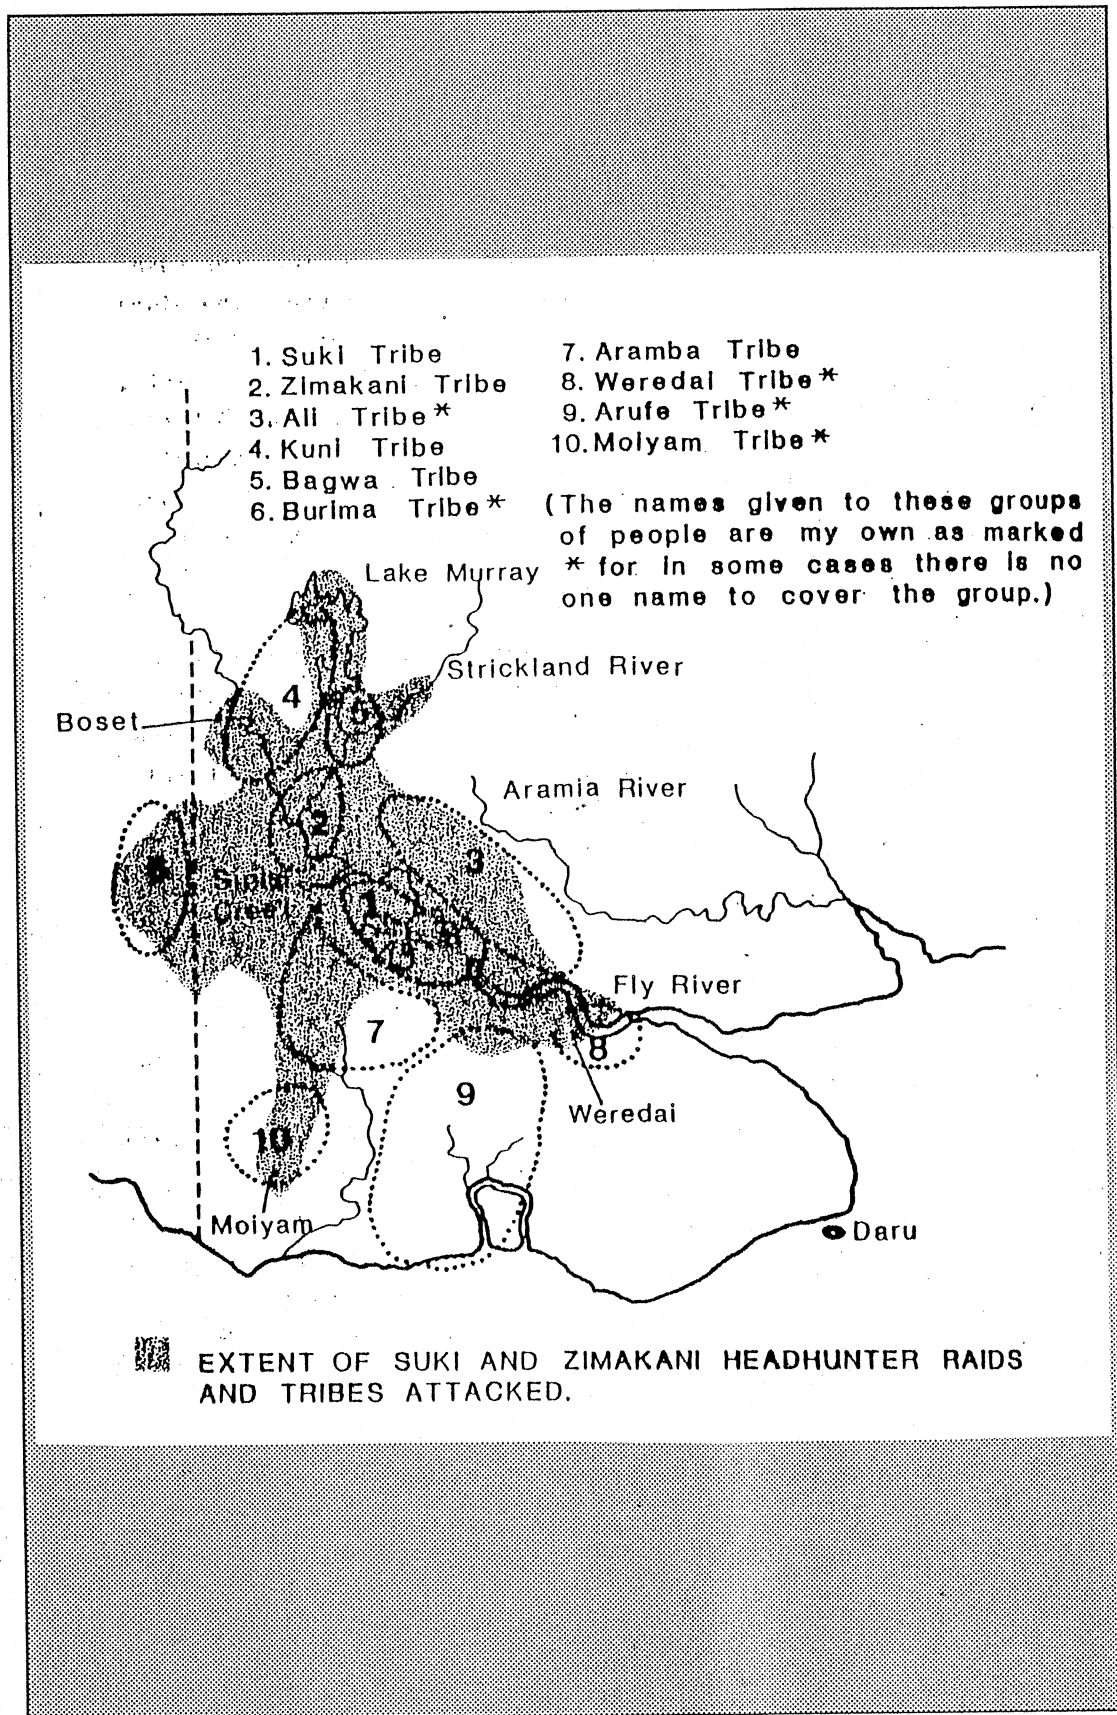 1. Suki Tribe
2. Zimakani Tribe
3. Ali Tribe*
4. Kuni Tribe
5. Bagwa Tribe
6. Burima Tribe*
7. Aramba Tribe
8. Weredai Tribe*
9. Arufe Tribe*
10. Moiyam Tribe*
(The names given to these groups
of people are my own as marked
* for in some cases there is no
one name to cover the group.)
Lake Murray
Strickland River
4
5
Boset
Aramia River
2
3
6
1
Fly River
7
8
9
Weredai
10
Moiyam
Daru
EXTENT OF SUKI AND ZIMAKANI HEADHUNTER RAIDS
AND TRIBES ATTACKED.